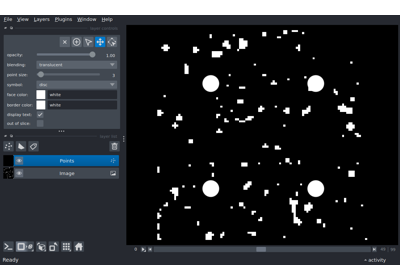 File View Layers Plugins Window Help
opacity: 1.00
blending: translucent
point size:
symbol: disc
face color: white
border color: white
display text:
out of slice:
Points
Image
Ready activity